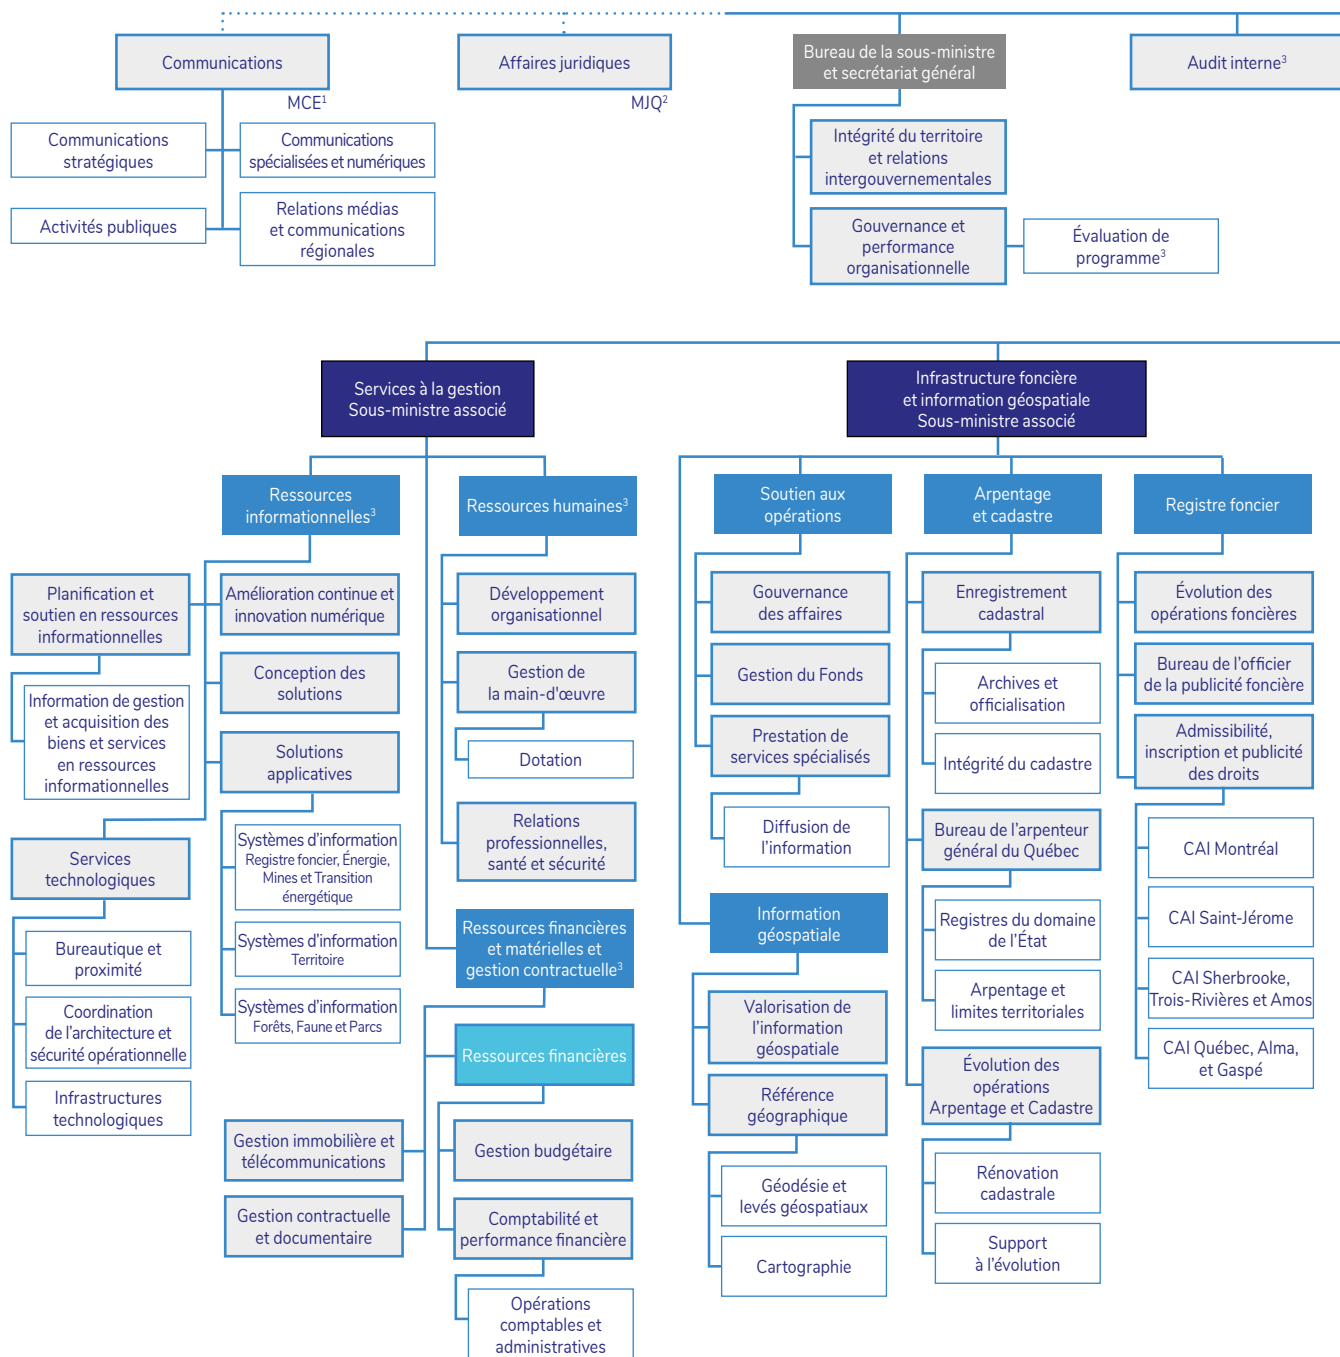 Communications
MCE¹
Communications
stratégiques
Communications
spécialisées et numériques
Activités publiques
Relations médias
et communications
régionales
Affaires juridiques
MJQ²
Bureau de la sous-ministre
et secrétariat général
Intégrité du territoire
et relations
intergouvernementales
Gouvernance et
performance
organisationnelle
Évaluation de
programme³
Audit interne³
Services à la gestion
Sous-ministre associé
Ressources
informationnelles³
Planification et
soutien en ressources
informationnelles
Information de gestion
et acquisition des
biens et services
en ressources
informationnelles
Amélioration continue et
innovation numérique
Conception des
solutions
Solutions
applicatives
Systèmes d'information
Registre foncier, Énergie,
Mines et Transition
énergétique
Systèmes d'information
Territoire
Systèmes d'information
Forêts, Faune et Parcs
Services
technologiques
Bureautique et
proximité
Coordination
de l'architecture et
sécurité opérationnelle
Infrastructures
technologiques
Ressources humaines³
Développement
organisationnel
Gestion de
la main-d'œuvre
Dotation
Relations
professionnelles,
santé et sécurité
Ressources financières
et matérielles et
gestion contractuelle³
Ressources financières
Gestion immobilière et
télécommunications
Gestion budgétaire
Gestion contractuelle
et documentaire
Comptabilité et
performance financière
Opérations
comptables et
administratives
Infrastructure foncière
et information géospatiale
Sous-ministre associé
Soutien aux
opérations
Gouvernance
des affaires
Gestion du Fonds
Prestation de
services spécialisés
Diffusion de
l'information
Information
géospatiale
Valorisation de
l'information
géospatiale
Référence
géographique
Géodésie et
levés géospatiaux
Cartographie
Arpentage
et cadastre
Enregistrement
cadastral
Archives et
officialisation
Intégrité du cadastre
Bureau de l'arpenteur
général du Québec
Registres du domaine
de l'État
Arpentage et
limites territoriales
Évolution des
opérations
Arpentage et Cadastre
Rénovation
cadastrale
Support
à l'évolution
Registre foncier
Évolution des
opérations foncières
Bureau de l'officier
de la publicité foncière
Admissibilité,
inscription et publicité
des droits
CAI Montréal
CAI Saint-Jérome
CAI Sherbrooke,
Trois-Rivières et Amos
CAI Québec, Alma,
et Gaspé